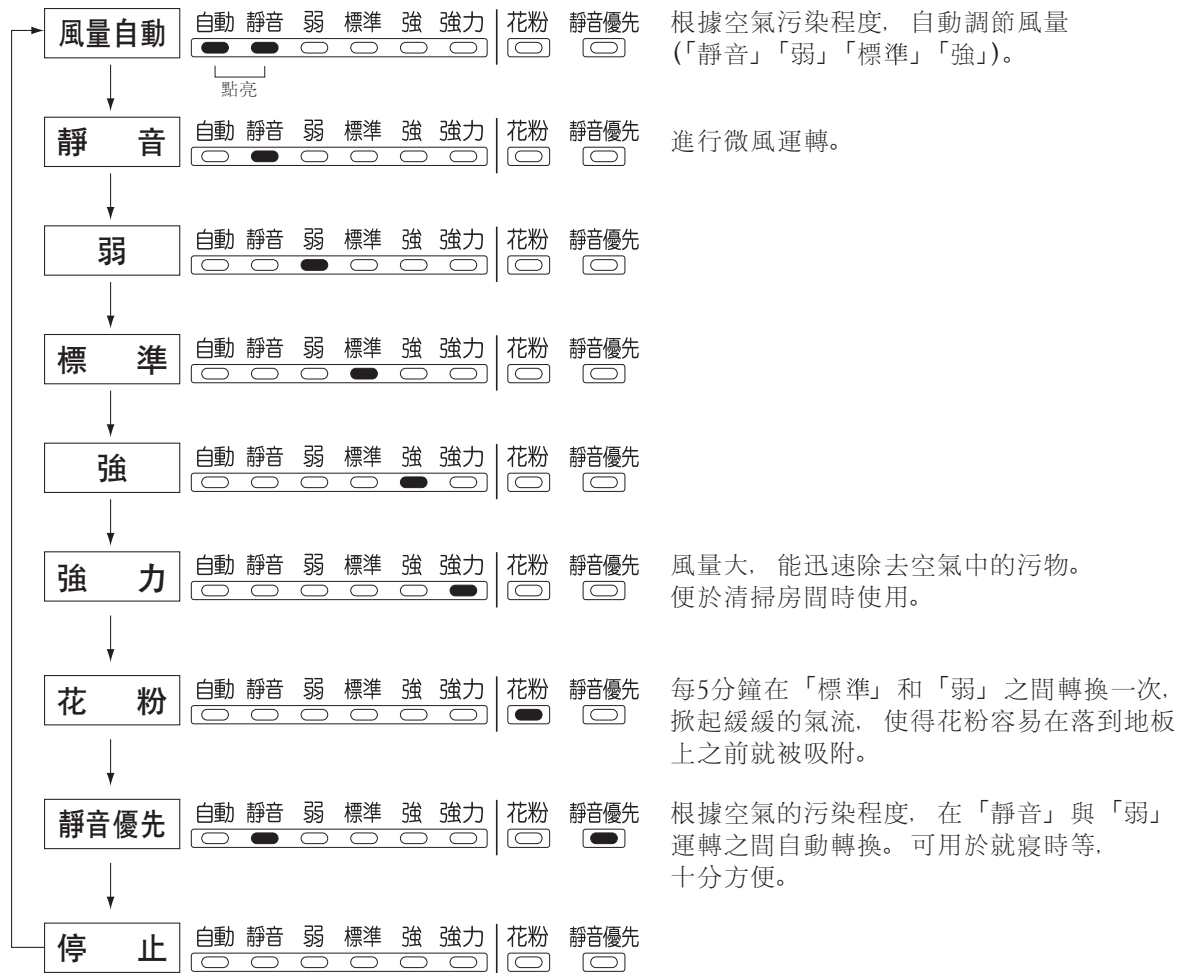 風量自動
自動 靜音 弱 標準 強 強力 花粉 靜音優先
點亮
根據空氣污染程度，自動調節風量
(「靜音」「弱」「標準」「強」)。
靜 音
自動 靜音 弱 標準 強 強力 花粉 靜音優先
進行微風運轉。
弱
自動 靜音 弱 標準 強 強力 花粉 靜音優先
標 準
自動 靜音 弱 標準 強 強力 花粉 靜音優先
強
自動 靜音 弱 標準 強 強力 花粉 靜音優先
強 力
自動 靜音 弱 標準 強 強力 花粉 靜音優先
風量大，能迅速除去空氣中的污物。
便於清掃房間時使用。
花 粉
自動 靜音 弱 標準 強 強力 花粉 靜音優先
每5分鐘在「標準」和「弱」之間轉換一次，
掀起緩緩的氣流，使得花粉容易在落到地板
上之前就被吸附。
靜音優先
自動 靜音 弱 標準 強 強力 花粉 靜音優先
根據空氣的污染程度，在「靜音」與「弱」
運轉之間自動轉換。可用於就寢時等，
十分方便。
停 止
自動 靜音 弱 標準 強 強力 花粉 靜音優先